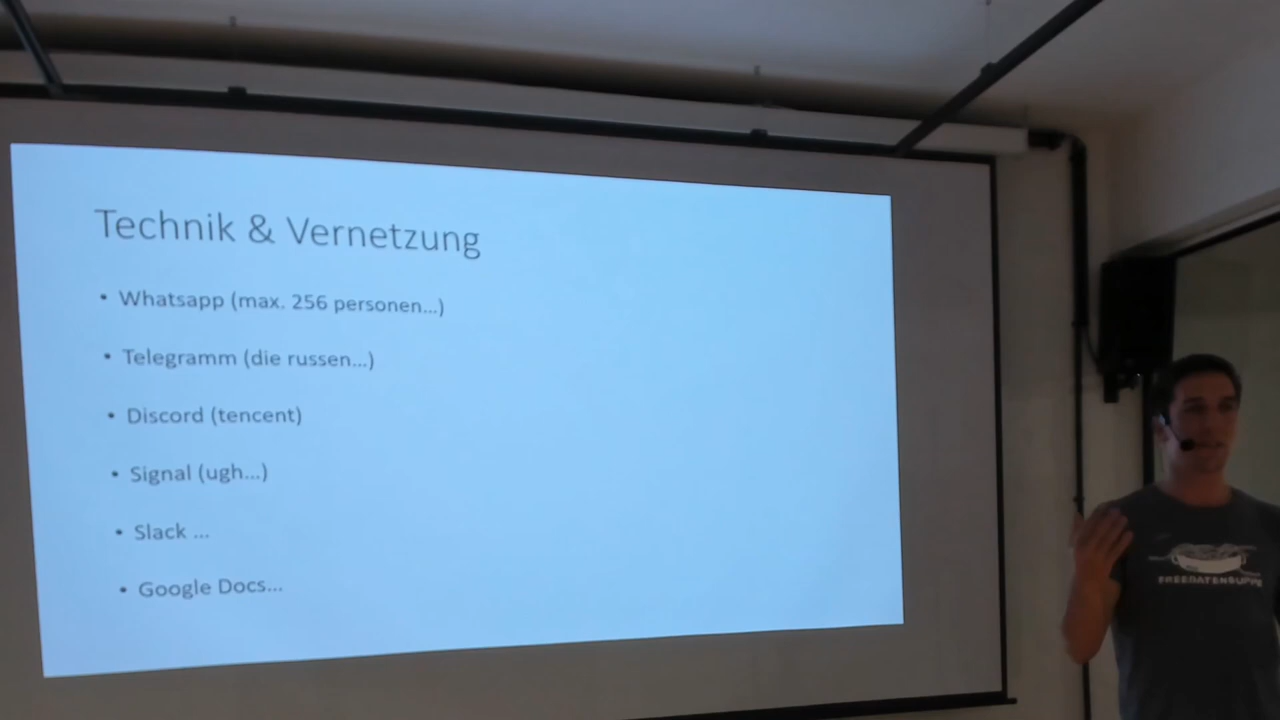 Technik & Vernetzung
• Whatsapp (max. 256 personen...)
• Telegramm (die russen...)
• Discord (tencent)
• Signal (ugh...)
• Slack ...
• Google Docs...
FREEDATENSUPPE